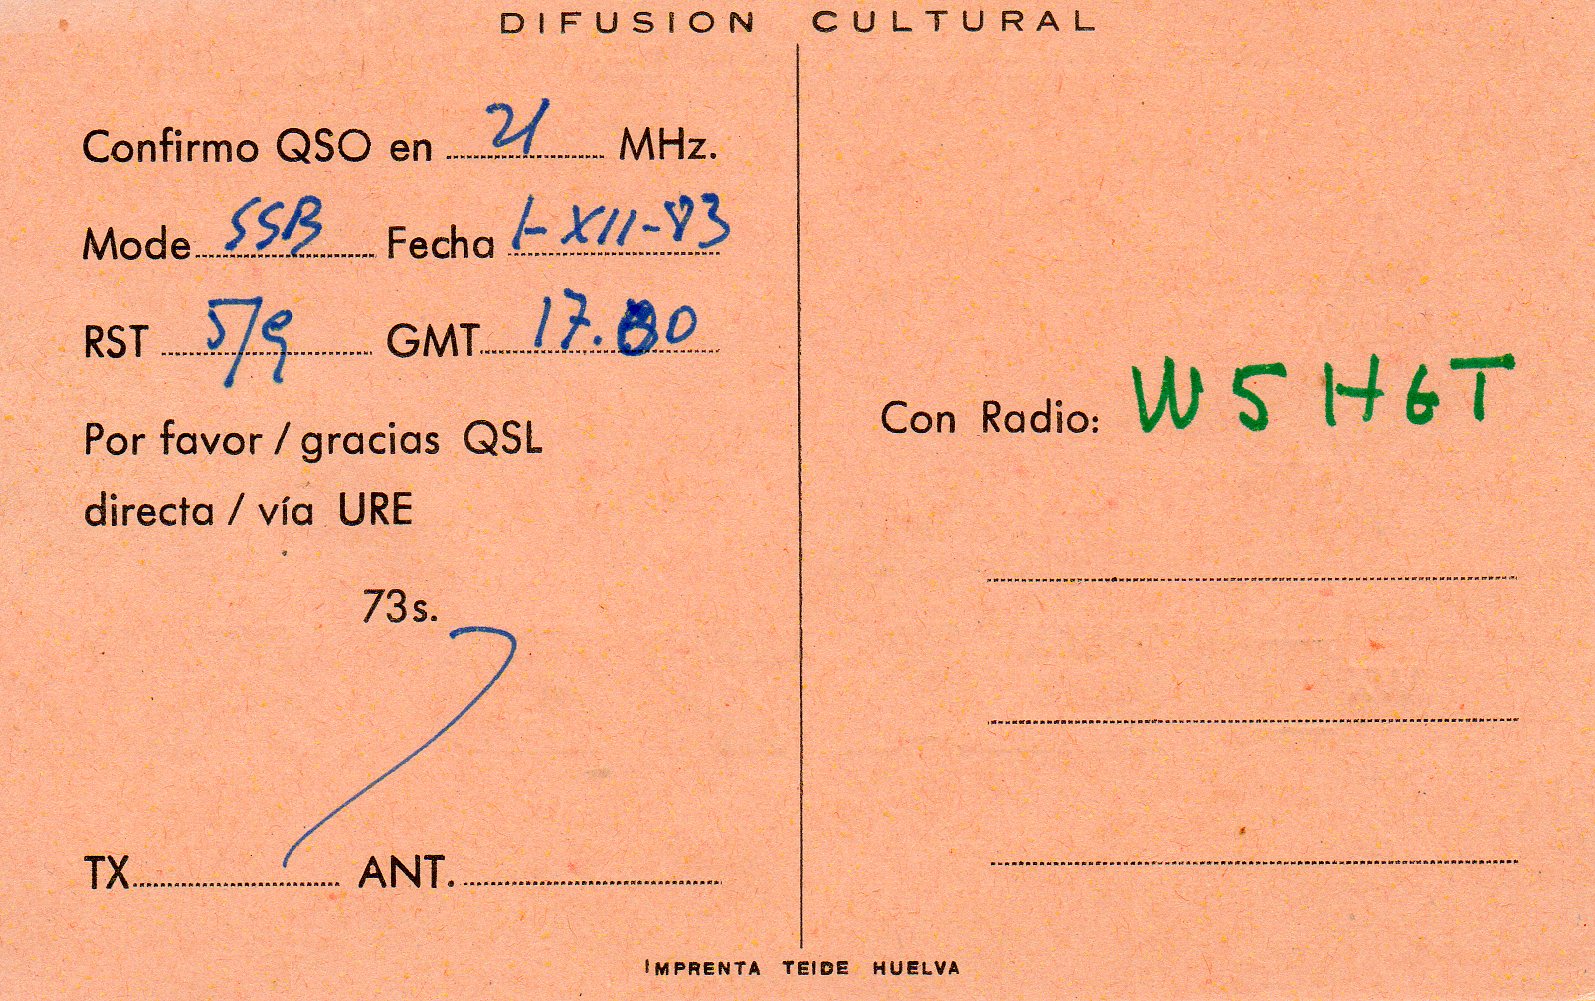 DIFUSION CULTURAL
Confirmo QSO en 21 MHz.
Mode SSB Fecha 1-XII-83
RST 5/9 GMT 17.
Por favor / gracias QSL
directa / vía URE
73s.
TX ANT.
Con Radio: W5HGT
IMPRENTA TEIDE HUELVA